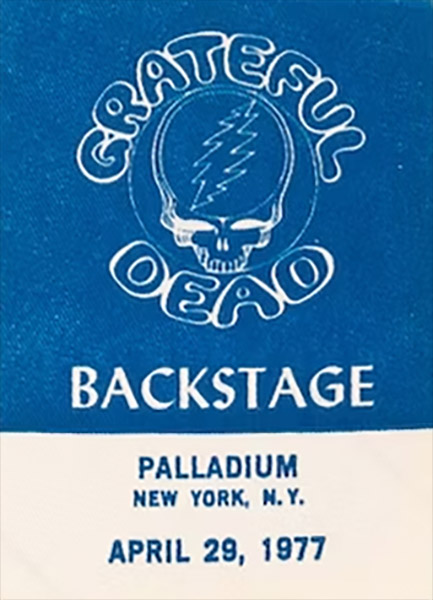 GRATEFUL
DEAD
BACKSTAGE
PALLADIUM
NEW YORK, N.Y.
APRIL 29, 1977